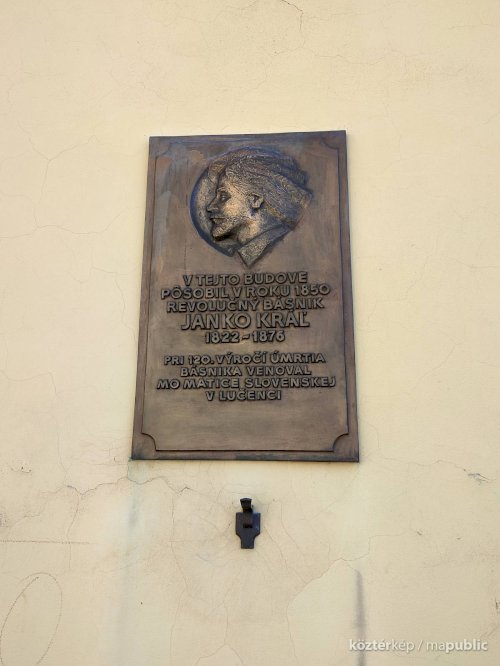 V TEJTO BUDOVE
PÔSOBIL V ROKU 1850
REVOLUČNÝ BÁSNIK
JANKO KRÁĽ
1822-1876
PRI 120. VÝROČÍ ÚMRTIA
BÁSNIKA VENOVAL
MO MATICE SLOVENSKEJ
V LUČENCI
köztérkép / mapublic